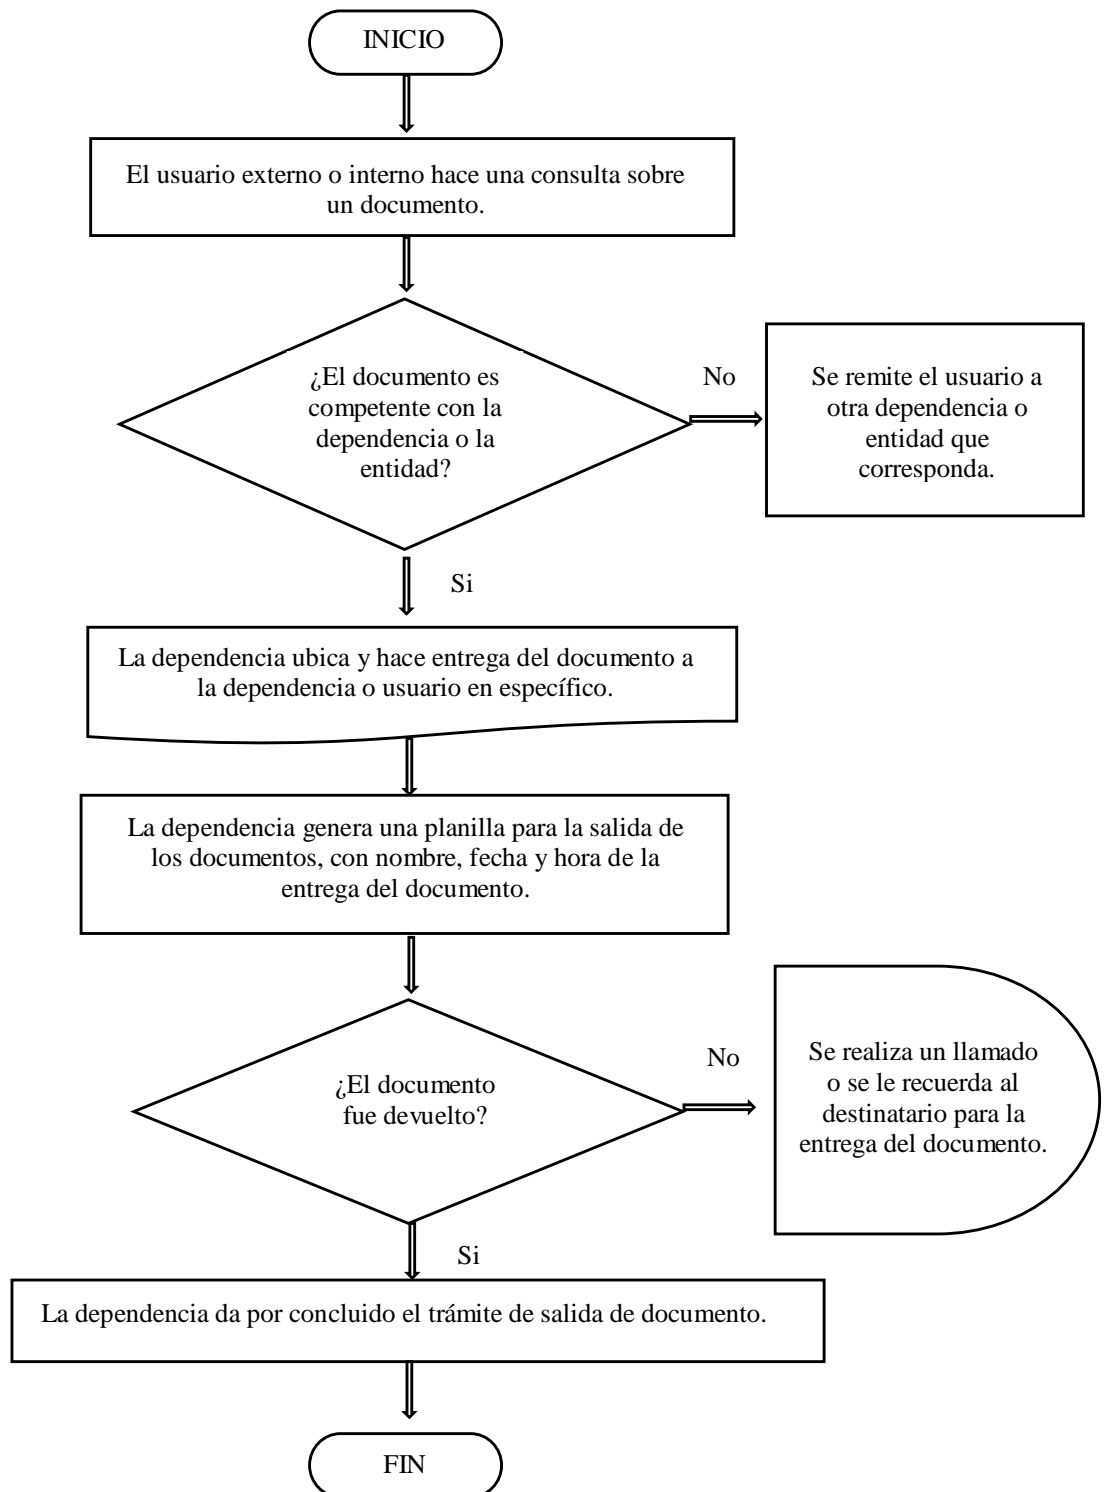 INICIO
El usuario externo o interno hace una consulta sobre
un documento.
¿El documento es
competente con la
dependencia o la
entidad?
No
Se remite el usuario a
otra dependencia o
entidad que
corresponda.
Si
La dependencia ubica y hace entrega del documento a
la dependencia o usuario en específico.
La dependencia genera una planilla para la salida de
los documentos, con nombre, fecha y hora de la
entrega del documento.
¿El documento
fue devuelto?
No
Se realiza un llamado
o se le recuerda al
destinatario para la
entrega del documento.
Si
La dependencia da por concluido el trámite de salida de documento.
FIN